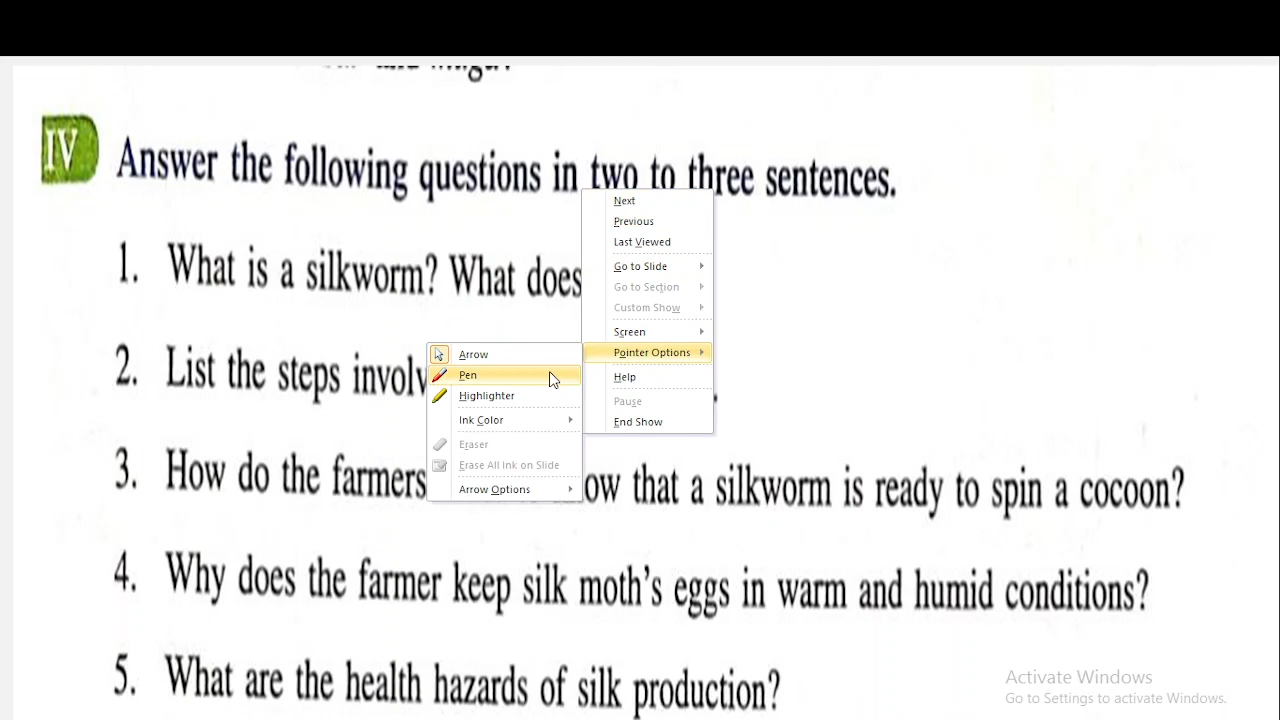 IV Answer the following questions in two to three sentences.
1. What is a silkworm? What does
2. List the steps involv
3. How do the farmers ow that a silkworm is ready to spin a cocoon?
4. Why does the farmer keep silk moth's eggs in warm and humid conditions?
5. What are the health hazards of silk production?
Next
Previous
Last Viewed
Go to Slide
Go to Section
Custom Show
Screen
Pointer Options
Help
Pause
End Show
Arrow
Pen
Highlighter
Ink Color
Eraser
Erase All Ink on Slide
Arrow Options
Activate Windows
Go to Settings to activate Windows.